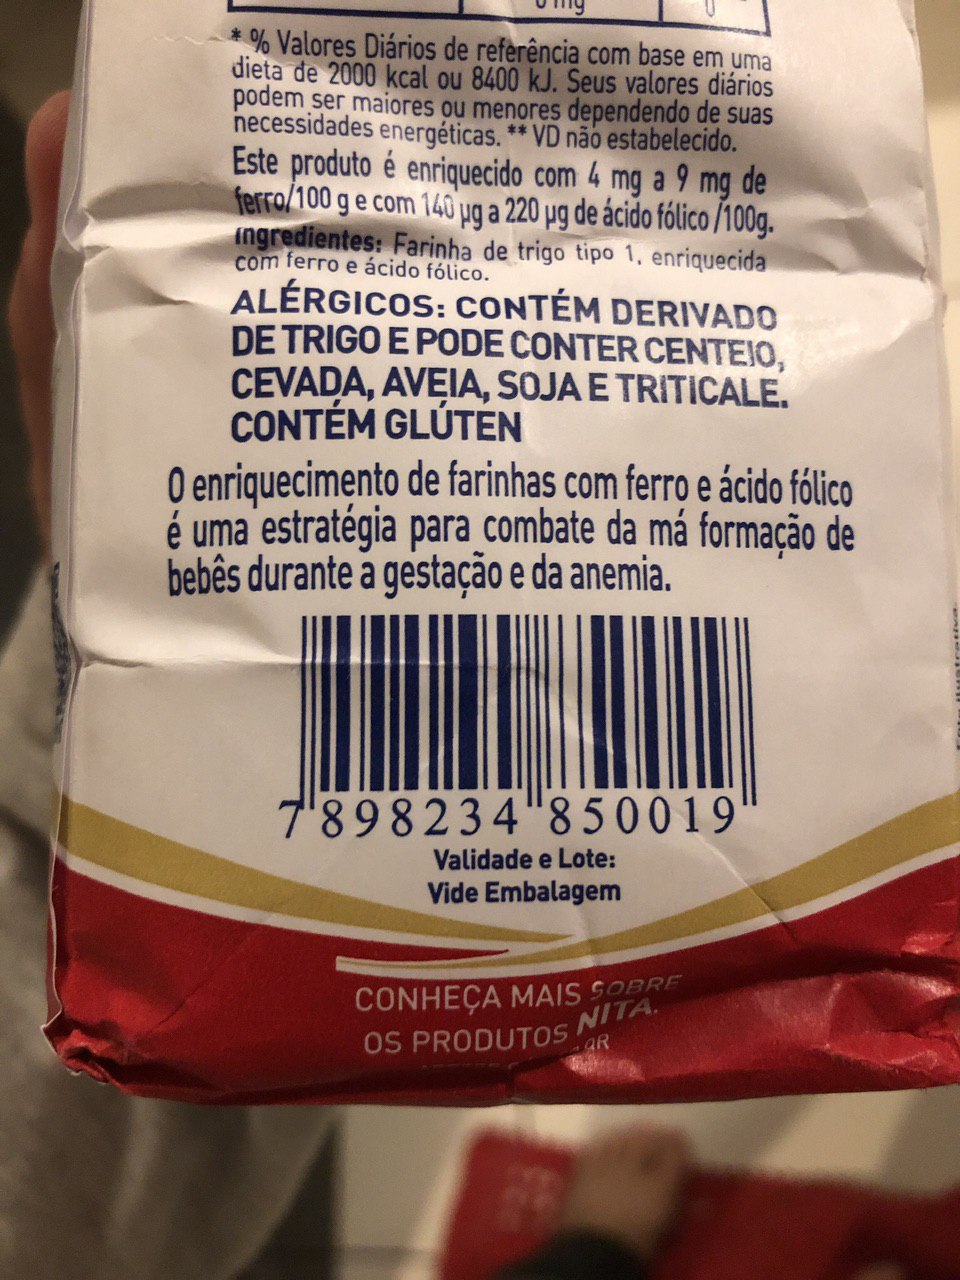 0 mg
0
* % Valores Diários de referência com base em uma
dieta de 2000 kcal ou 8400 kJ. Seus valores diários
podem ser maiores ou menores dependendo de suas
necessidades energéticas. ** VD não estabelecido.
Este produto é enriquecido com 4 mg a 9 mg de
ferro/100 g e com 140 µg a 220 µg de ácido fólico /100g.
Ingredientes: Farinha de trigo tipo 1, enriquecida
com ferro e ácido fólico.
ALÉRGICOS: CONTÉM DERIVADO
DE TRIGO E PODE CONTER CENTEIO,
CEVADA, AVEIA, SOJA E TRITICALE.
CONTÉM GLÚTEN
O enriquecimento de farinhas com ferro e ácido fólico
é uma estratégia para combate da má formação de
bebês durante a gestação e da anemia.
7 898234 850019
Validade e Lote:
Vide Embalagem
CONHEÇA MAIS SOBRE
OS PRODUTOS NITA.
QR